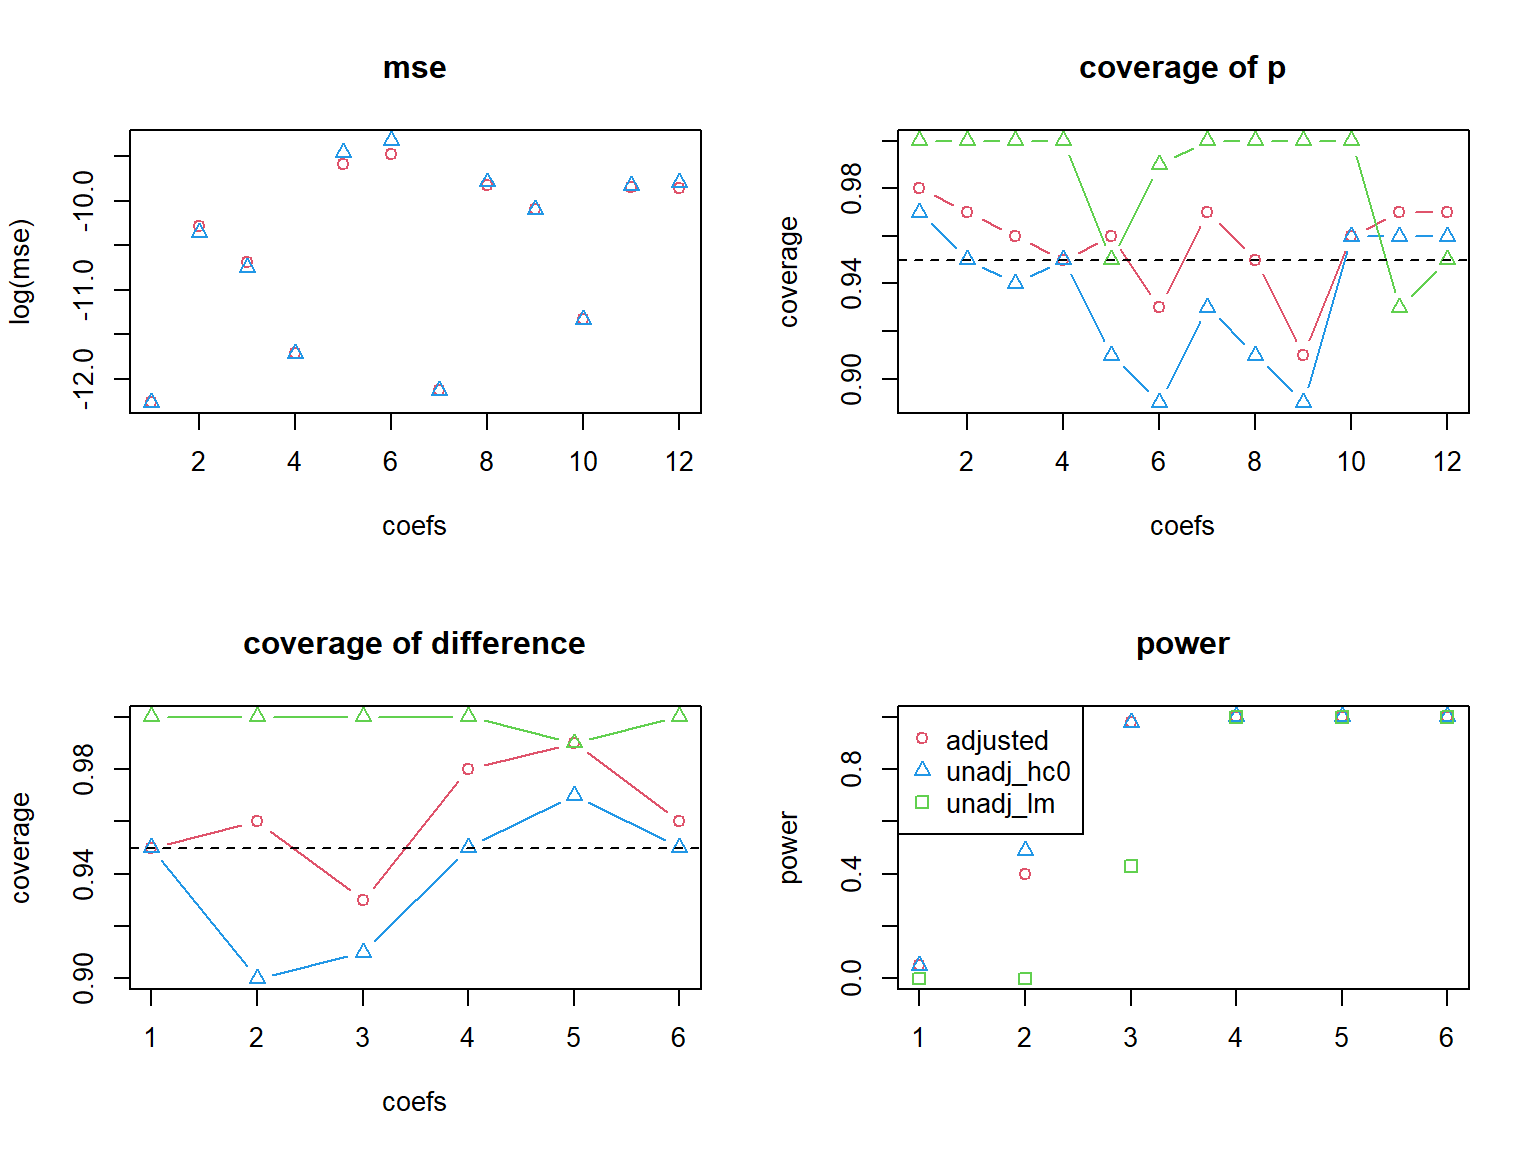 mse
log(mse)
-10.0
-11.0
-12.0
2 4 6 8 10 12
coefs
coverage of p
coverage
0.98
0.94
0.90
2 4 6 8 10 12
coefs
coverage of difference
coverage
0.98
0.94
0.90
1 2 3 4 5 6
coefs
power
power
0.8
0.4
0.0
adjusted
unadj_hc0
unadj_lm
1 2 3 4 5 6